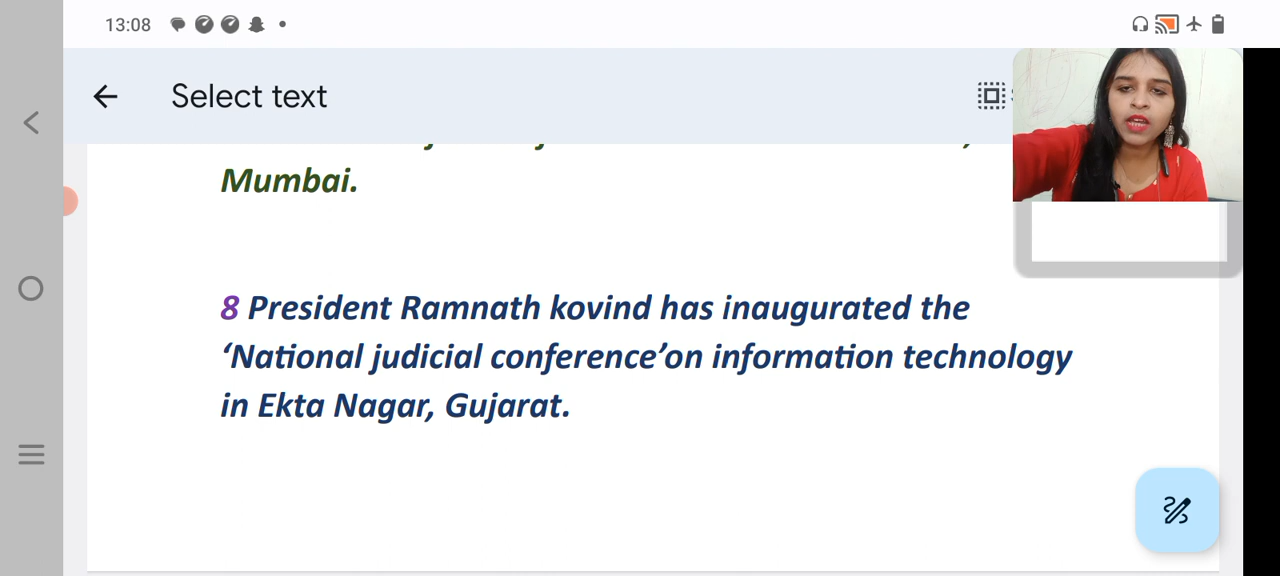 13:08
Select text
Mumbai.
8 President Ramnath kovind has inaugurated the
‘National judicial conference’on information technology
in Ekta Nagar, Gujarat.